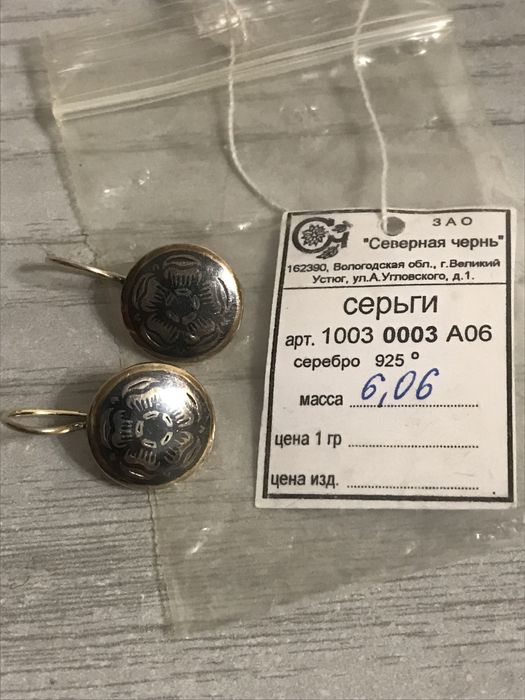 ЗАО
"Северная чернь"
162390, Вологодская обл., г.Великий
Устюг, ул.А.Угловского, д.1.
серьги
арт. 1003 0003 А06
серебро 925 °
масса 6,06
цена 1 гр
цена изд.